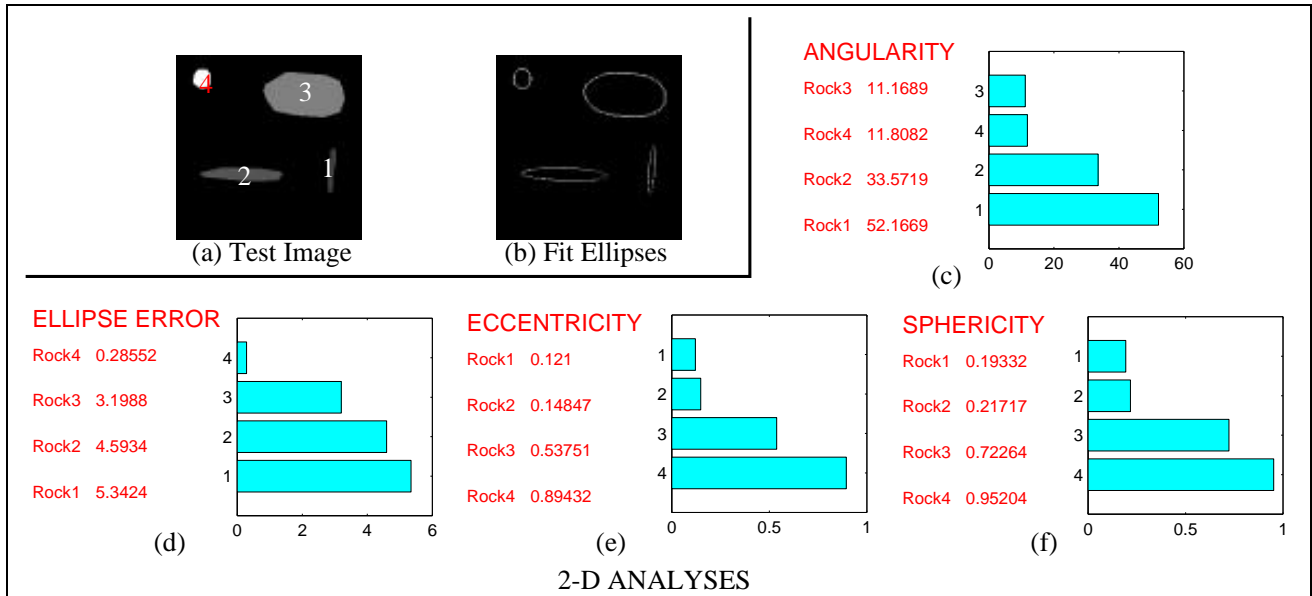 4
3
2
1
(a) Test Image
(b) Fit Ellipses
ANGULARITY
Rock3 11.1689
Rock4 11.8082
Rock2 33.5719
Rock1 52.1669
3
4
2
1
0 20 40 60
(c)
ELLIPSE ERROR
Rock4 0.28552
Rock3 3.1988
Rock2 4.5934
Rock1 5.3424
4
3
2
1
0 2 4 6
(d)
ECCENTRICITY
Rock1 0.121
Rock2 0.14847
Rock3 0.53751
Rock4 0.89432
1
2
3
4
0 0.5 1
(e)
SPHERICITY
Rock1 0.19332
Rock2 0.21717
Rock3 0.72264
Rock4 0.95204
1
2
3
4
0 0.5 1
(f)
2-D ANALYSES